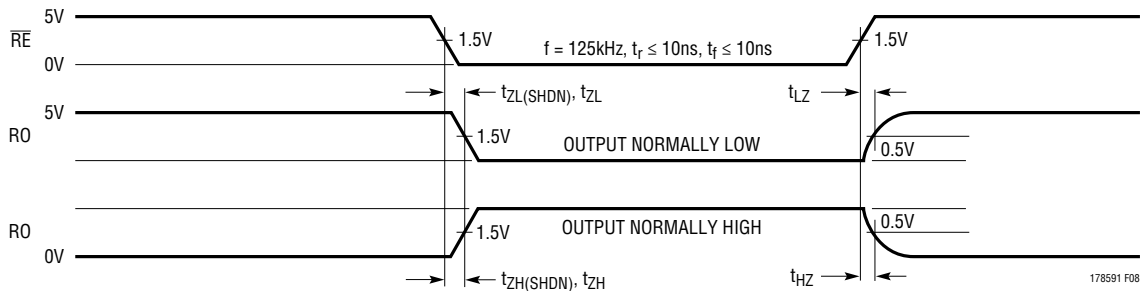 5V
RE
1.5V
f = 125kHz, tr ≤ 10ns, tf ≤ 10ns
1.5V
0V
tZL(SHDN), tZL
tLZ
5V
RO
1.5V
OUTPUT NORMALLY LOW
0.5V
RO
1.5V
OUTPUT NORMALLY HIGH
0.5V
0V
tZH(SHDN), tZH
tHZ
178591 F08